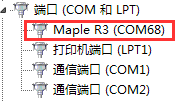 端口 (COM 和 LPT)
Maple R3 (COM68)
打印机端口 (LPT1)
通信端口 (COM1)
通信端口 (COM2)